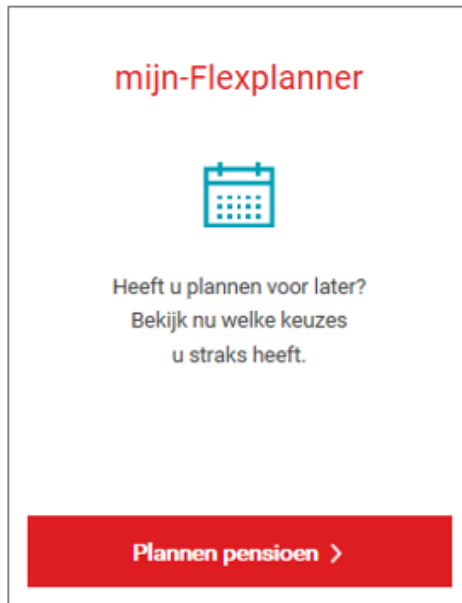 mijn-Flexplanner
Heeft u plannen voor later?
Bekijk nu welke keuzes
u straks heeft.
Plannen pensioen >